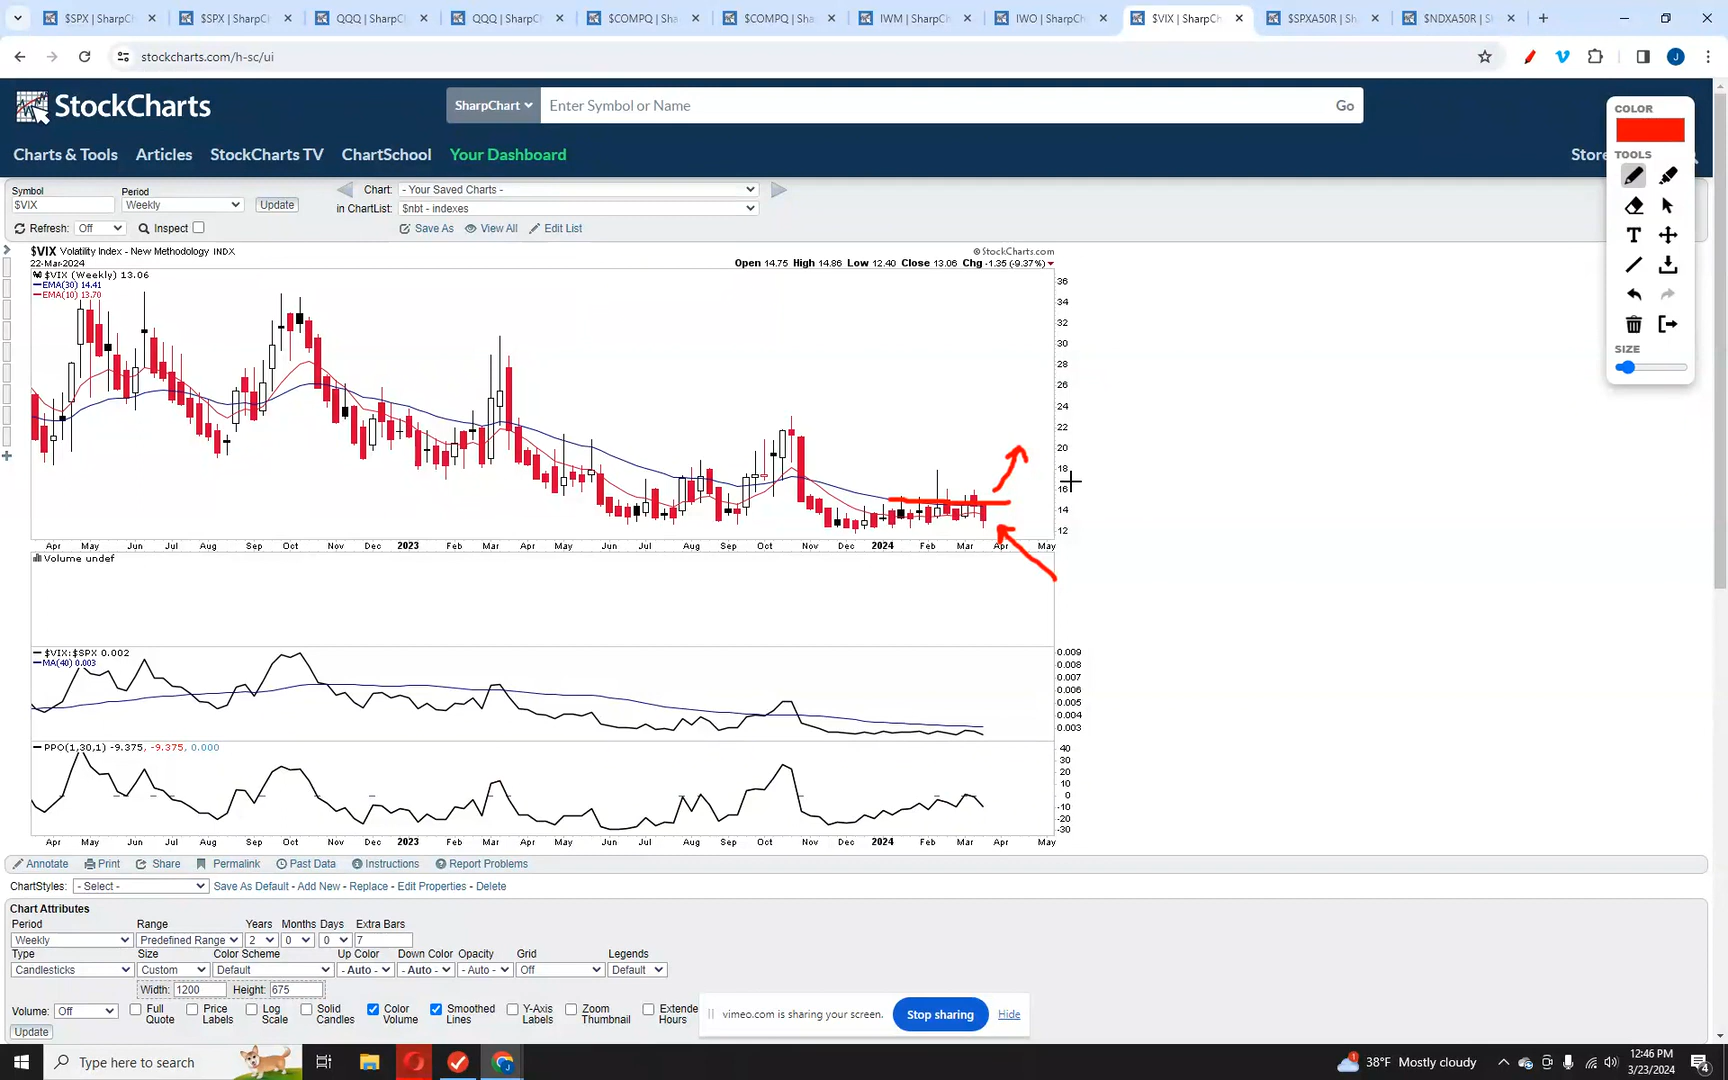 $SPX | SharpCh
$SPX | SharpCh
QQQ | SharpCh
QQQ | SharpCh
$COMPQ | Sha
$COMPQ | Sha
IWM | SharpCh
IWO | SharpCh
$VIX | SharpCh
$SPXA50R | Sh
$NDXA50R | S
stockcharts.com/h-sc/ui
J
StockCharts
SharpChart
Enter Symbol or Name
Go
Charts & Tools
Articles
StockCharts TV
ChartSchool
Your Dashboard
Store
COLOR
TOOLS
T
SIZE
Symbol
Period
Chart:
- Your Saved Charts -
$VIX
Weekly
Update
in ChartList:
$nbt - indexes
Refresh:
Off
Inspect
Save As
View All
Edit List
$VIX Volatility Index - New Methodology INDX
© StockCharts.com
22-Mar-2024
Open 14.75 High 14.86 Low 12.40 Close 13.06 Chg -1.35 (-9.37%)
$VIX (Weekly) 13.06
EMA(30) 14.41
EMA(10) 13.70
36
34
32
30
28
26
24
22
20
18
16
14
12
Apr May Jun Jul Aug Sep Oct Nov Dec 2023 Feb Mar Apr May Jun Jul Aug Sep Oct Nov Dec 2024 Feb Mar Apr May
Volume undef
$VIX:$SPX 0.002
MA(40) 0.003
0.009
0.008
0.007
0.006
0.005
0.004
0.003
PPO(1,30,1) -9.375, -9.375, 0.000
40
30
20
10
0
-10
-20
-30
Apr May Jun Jul Aug Sep Oct Nov Dec 2023 Feb Mar Apr May Jun Jul Aug Sep Oct Nov Dec 2024 Feb Mar Apr May
Annotate
Print
Share
Permalink
Past Data
Instructions
Report Problems
ChartStyles:
- Select -
Save As Default - Add New - Replace - Edit Properties - Delete
Chart Attributes
Period
Range
Years
Months
Days
Extra Bars
Weekly
Predefined Range
2
0
0
7
Type
Size
Color Scheme
Up Color
Down Color
Opacity
Grid
Legends
Candlesticks
Custom
Default
- Auto -
- Auto -
- Auto -
Off
Default
Width: 1200
Height: 675
Volume:
Off
Full Quote
Price Labels
Log Scale
Solid Candles
Color Volume
Smoothed Lines
Y-Axis Labels
Zoom Thumbnail
Extende
Hours
Update
vimeo.com is sharing your screen.
Stop sharing
Hide
Type here to search
1
38°F Mostly cloudy
12:46 PM
3/23/2024
4